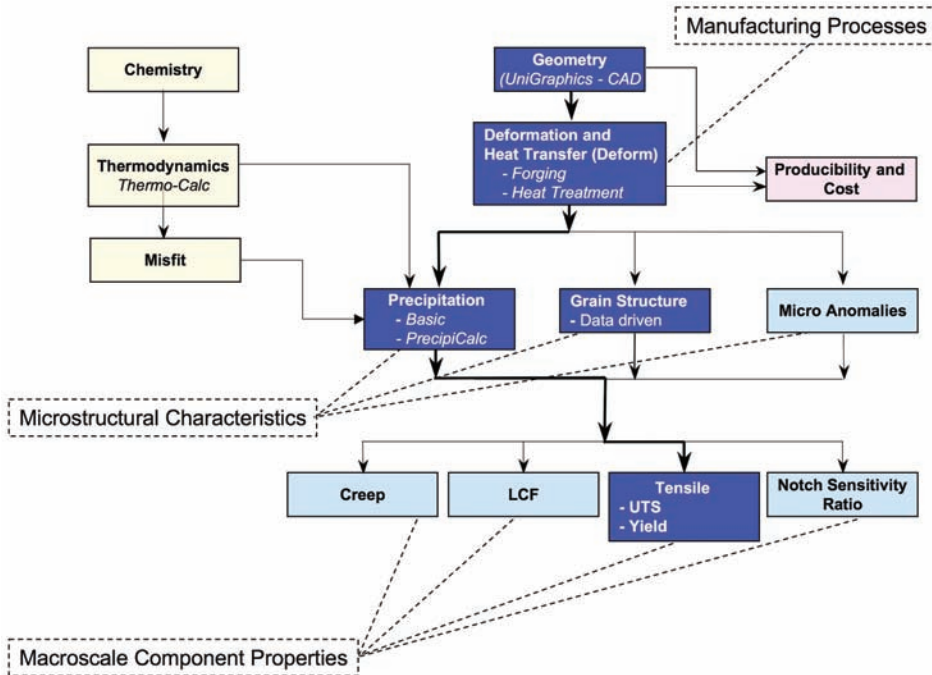 Manufacturing Processes
Chemistry
Geometry
(UniGraphics - CAD
Deformation and
Heat Transfer (Deform)
- Forging
- Heat Treatment
Thermodynamics
Thermo-Calc
Producibility and
Cost
Misfit
Precipitation
- Basic
- PrecipiCalc
Grain Structure
- Data driven
Micro Anomalies
Microstructural Characteristics
Creep
LCF
Tensile
- UTS
- Yield
Notch Sensitivity
Ratio
Macroscale Component Properties